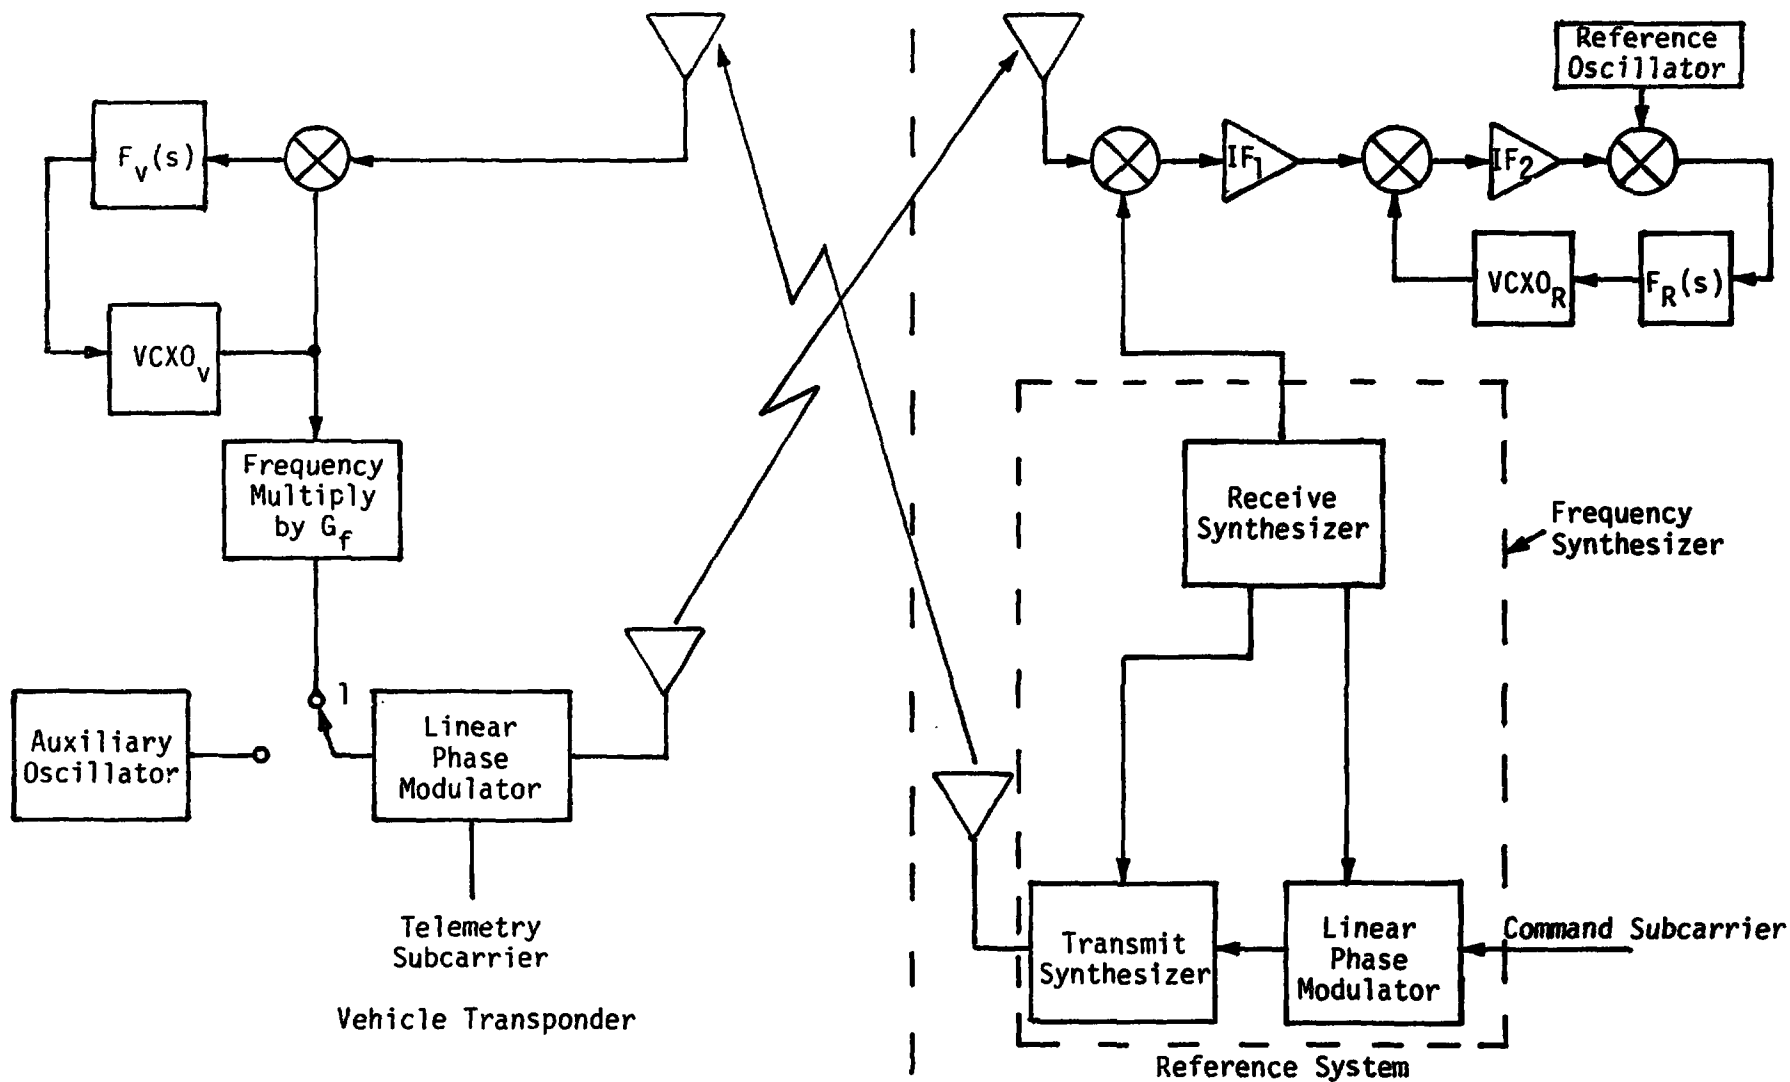 Reference
Oscillator
F_v(s)
IF_1
IF_2
VCXO_R
F_R(s)
VCXO_v
Frequency
Multiply
by G_f
Receive
Synthesizer
Frequency
Synthesizer
1
Auxiliary
Oscillator
Linear
Phase
Modulator
Telemetry
Subcarrier
Vehicle Transponder
Transmit
Synthesizer
Linear
Phase
Modulator
Command Subcarrier
Reference System